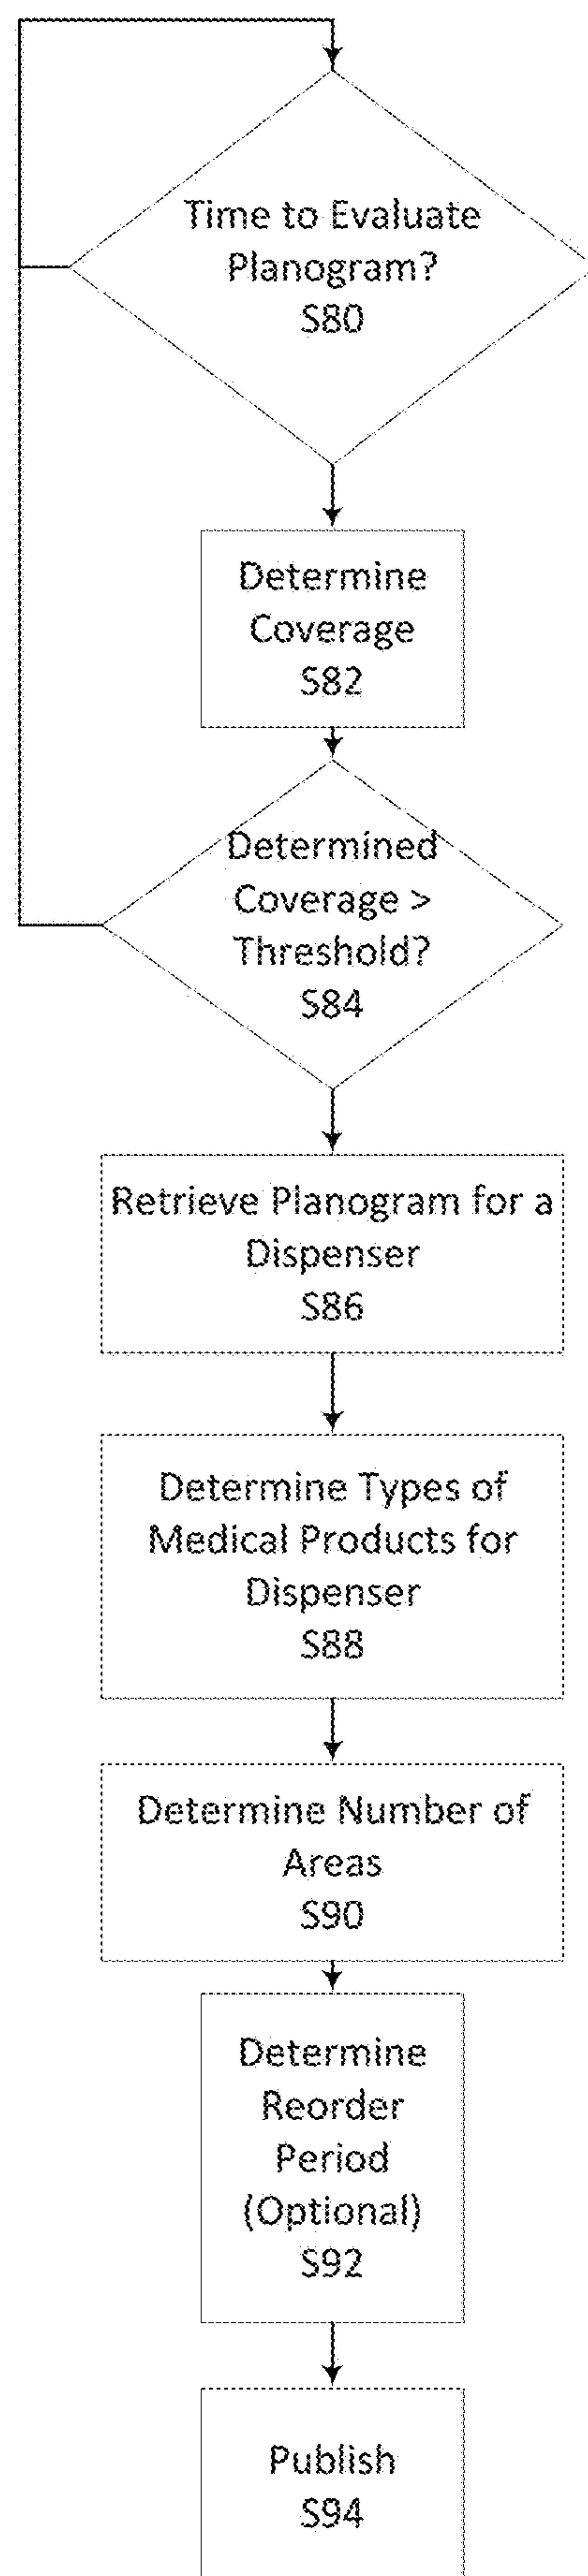 Time to Evaluate
Planogram?
S80
Determine
Coverage
S82
Determined
Coverage >
Threshold?
S84
Retrieve Planogram for a
Dispenser
S86
Determine Types of
Medical Products for
Dispenser
S88
Determine Number of
Areas
S90
Determine
Reorder
Period
(Optional)
S92
Publish
S94